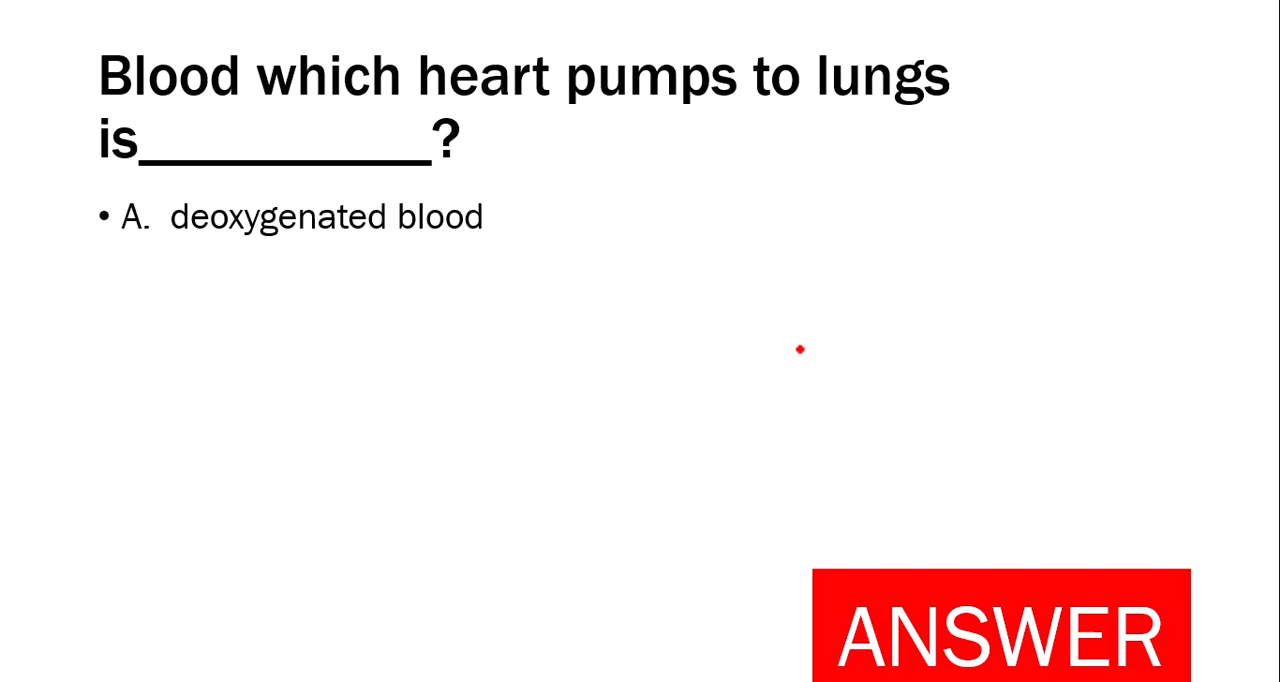 Blood which heart pumps to lungs
is__________?
• A. deoxygenated blood
ANSWER